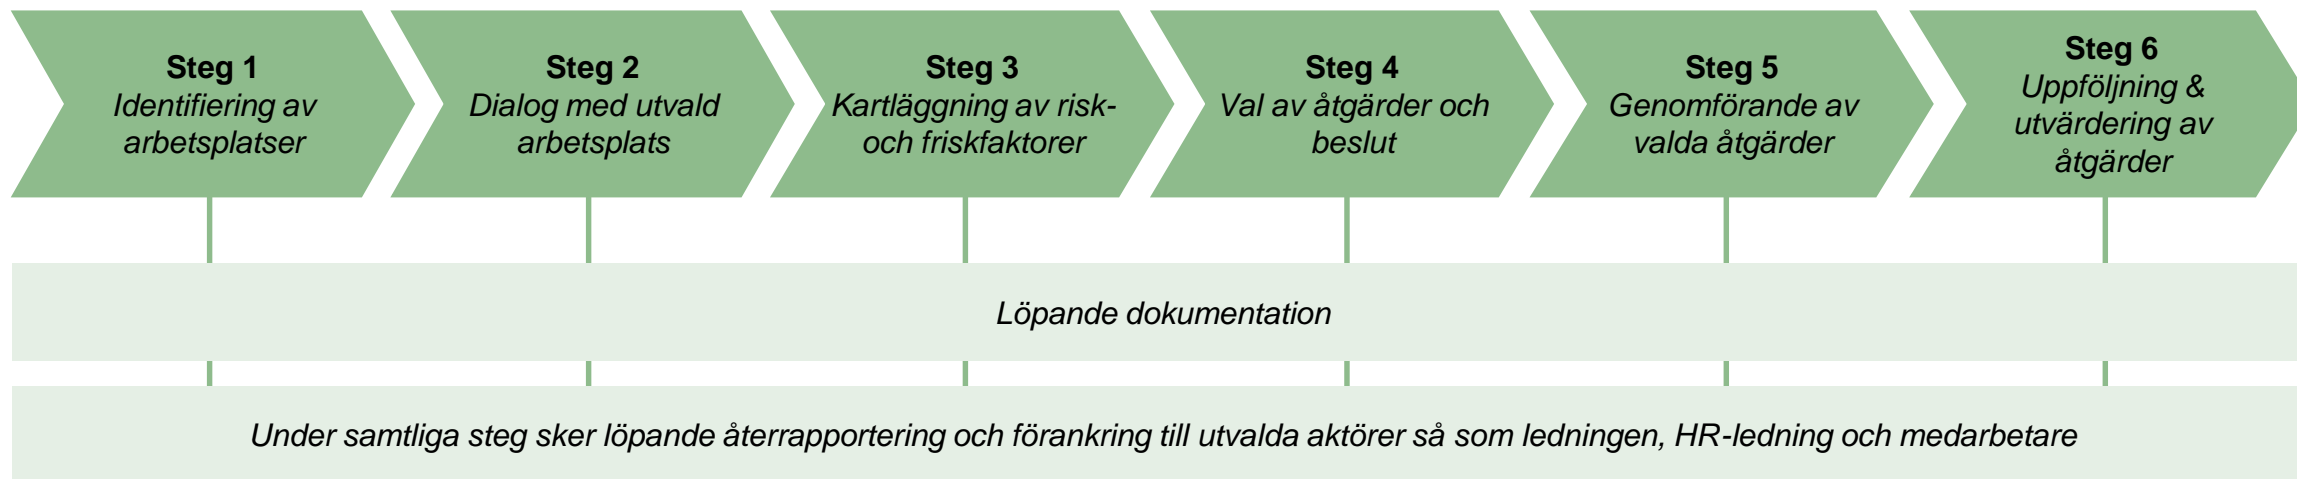 Steg 1
Identifiering av
arbetsplatser
Steg 2
Dialog med utvald
arbetsplats
Steg 3
Kartläggning av risk-
och friskfaktorer
Steg 4
Val av åtgärder och
beslut
Steg 5
Genomförande av
valda åtgärder
Steg 6
Uppföljning &
utvärdering av
åtgärder
Löpande dokumentation
Under samtliga steg sker löpande återrapportering och förankring till utvalda aktörer så som ledningen, HR-ledning och medarbetare